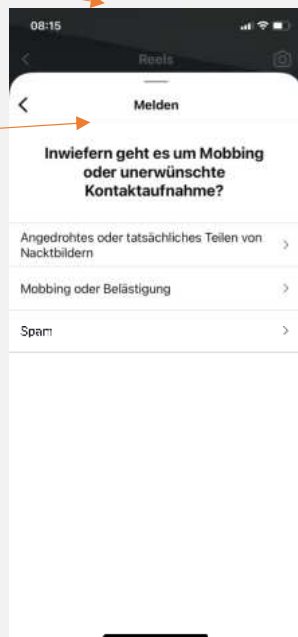 08:15
Reels
Melden
Inwiefern geht es um Mobbing
oder unerwünschte
Kontaktaufnahme?
Angedrohtes oder tatsächliches Teilen von
Nacktbildern
Mobbing oder Belästigung
Spam